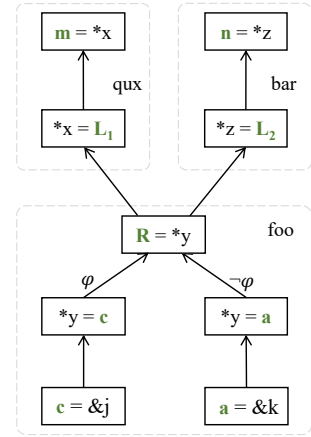 m = *x
n = *z
qux
bar
*x = L₁
*z = L₂
R = *y
foo
φ
¬φ
*y = c
*y = a
c = &j
a = &k